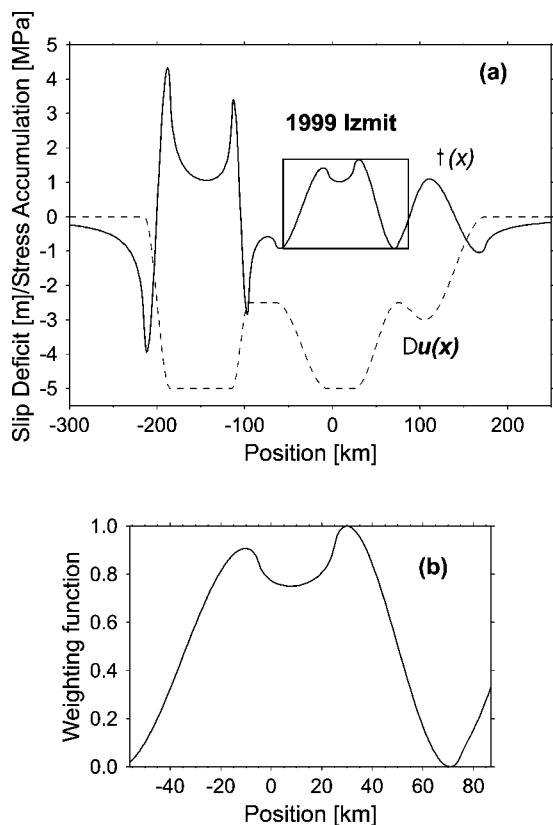 Slip Deficit [m]/Stress Accumulation [MPa]
5
4
3
2
1
0
-1
-2
-3
-4
-5
(a)
1999 Izmit
†(x)
Du(x)
-300 -200 -100 0 100 200
Position [km]
Weighting function
1.0
0.8
0.6
0.4
0.2
0.0
(b)
-40 -20 0 20 40 60 80
Position [km]